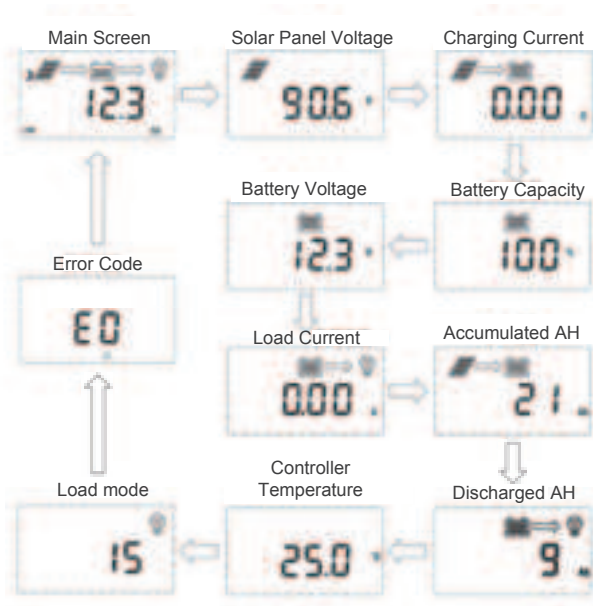 Main Screen
12.3
Solar Panel Voltage
90.6
Charging Current
0.00
Battery Voltage
12.3
Battery Capacity
100
Error Code
E0
Load Current
0.00
Accumulated AH
21
Load mode
15
Controller
Temperature
25.0
Discharged AH
9